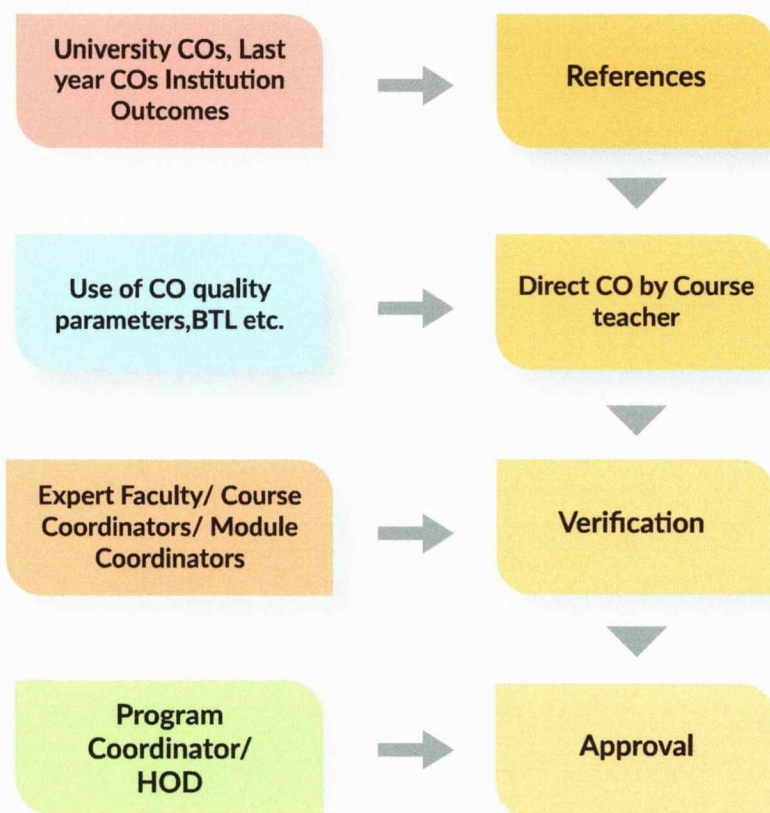 University COs, Last
year COs Institution
Outcomes
References
Use of CO quality
parameters,BTL etc.
Direct CO by Course
teacher
Expert Faculty/ Course
Coordinators/ Module
Coordinators
Verification
Program
Coordinator/
HOD
Approval